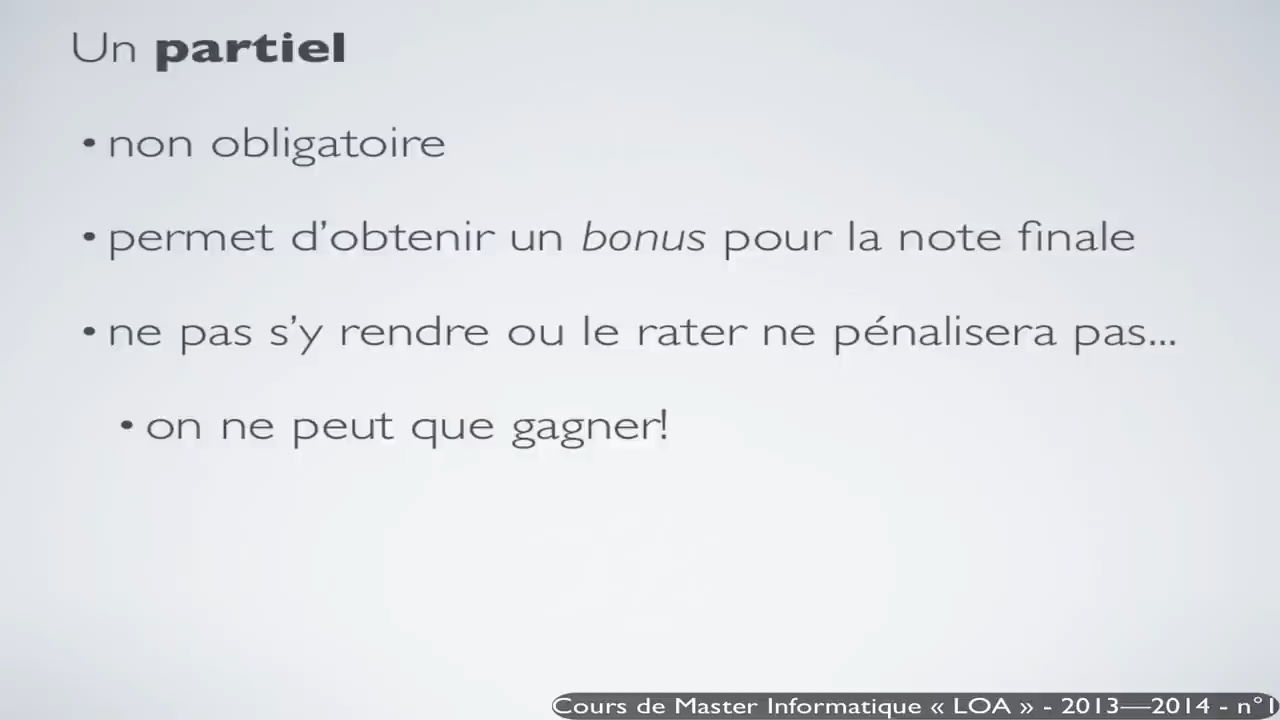 Un partiel
• non obligatoire
• permet d’obtenir un bonus pour la note finale
• ne pas s’y rendre ou le rater ne pénalisera pas...
• on ne peut que gagner!
Cours de Master Informatique « LOA » - 2013—2014 - n°1